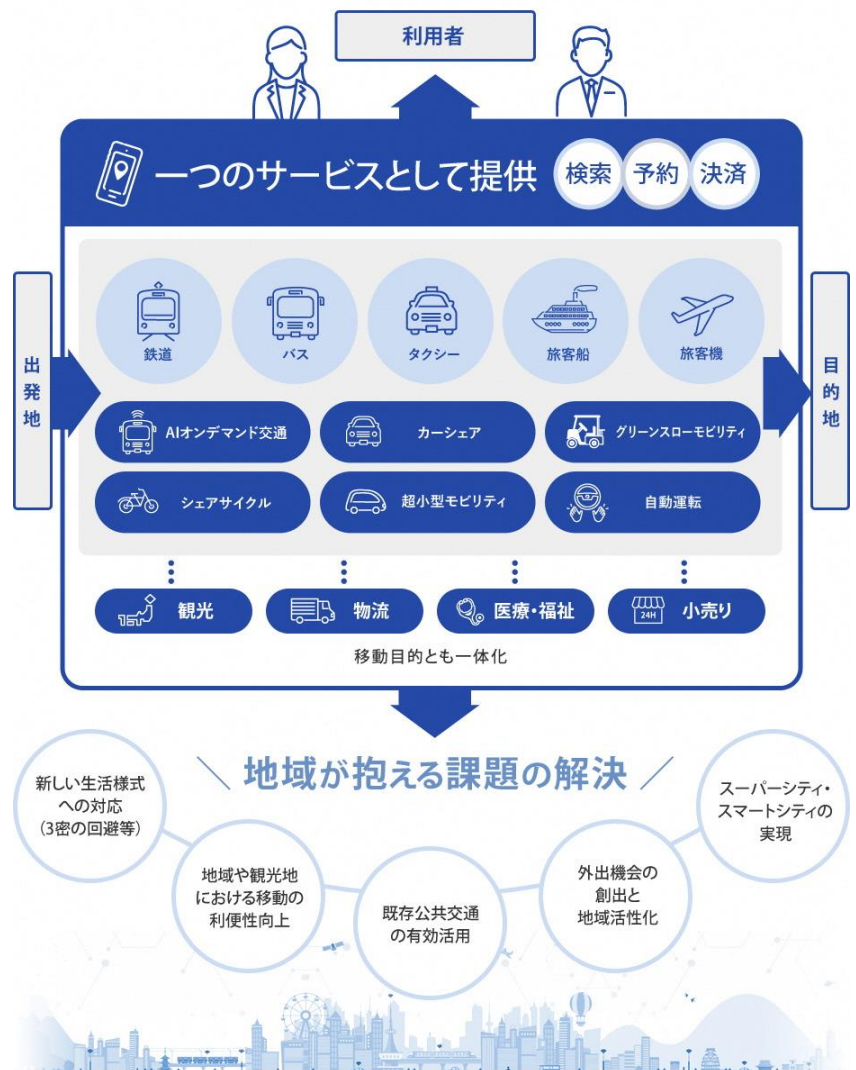 利用者
一つのサービスとして提供
検索
予約
決済
出発地
目的地
鉄道
バス
タクシー
旅客船
旅客機
AIオンデマンド交通
カーシェア
グリーンスローモビリティ
シェアサイクル
超小型モビリティ
自動運転
観光
物流
医療・福祉
24H
小売り
移動目的とも一体化
地域が抱える課題の解決
新しい生活様式
への対応
(3密の回避等)
地域や観光地
における移動の
利便性向上
既存公共交通
の有効活用
外出機会の
創出と
地域活性化
スーパーシティ・
スマートシティの
実現